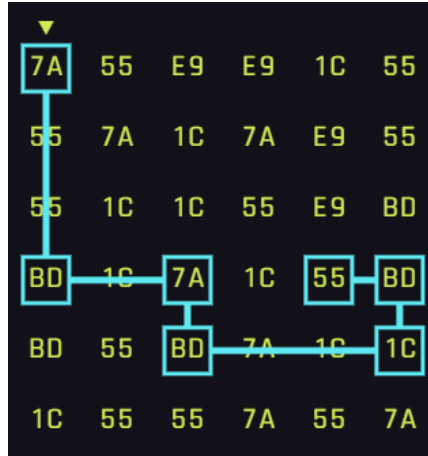 7A 55 E9 E9 1C 55
55 7A 1C 7A E9 55
55 1C 1C 55 E9 BD
BD 1C 7A 1C 55 BD
BD 55 BD 7A 1C 1C
1C 55 55 7A 55 7A